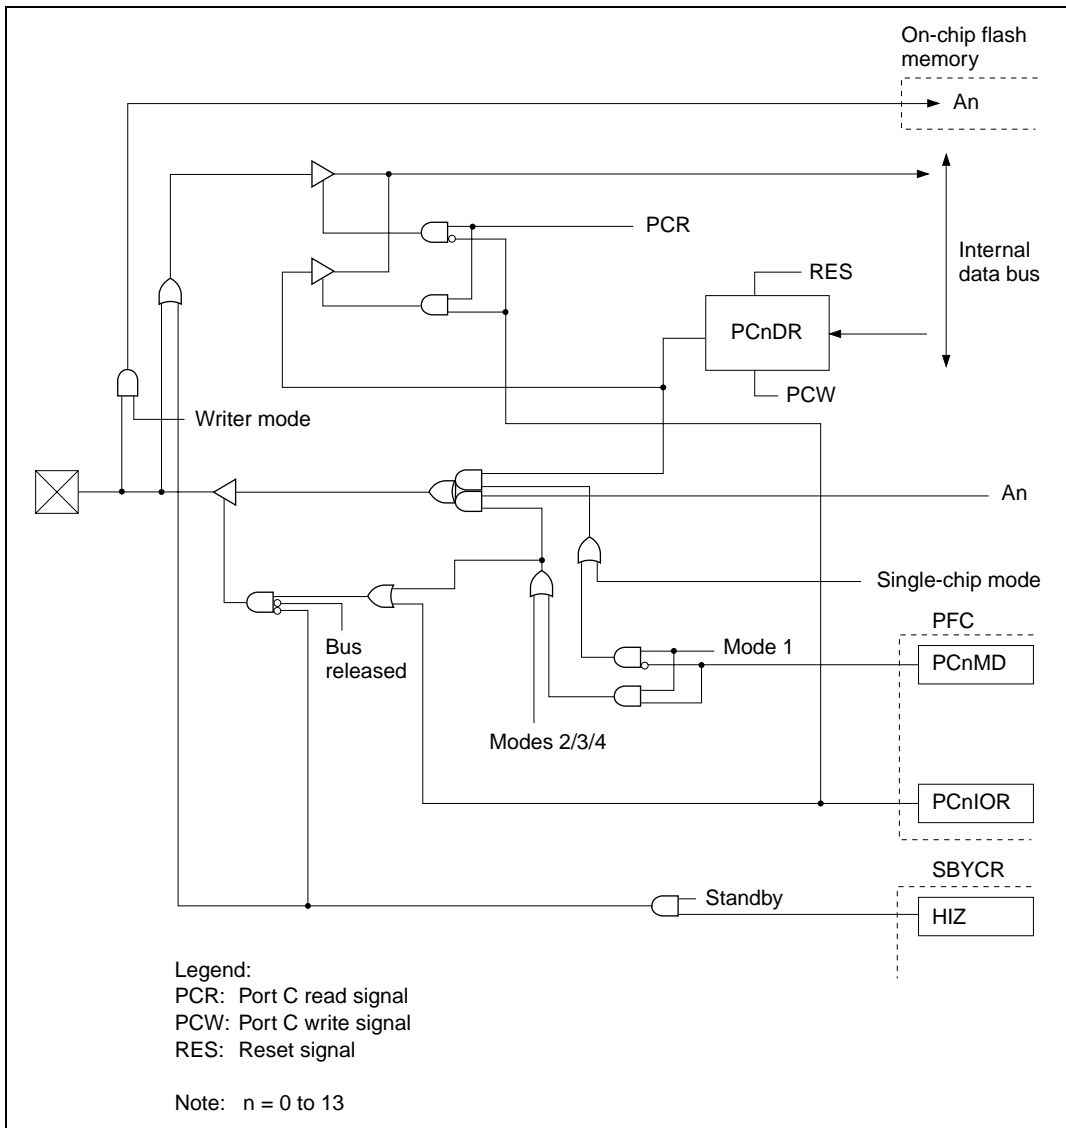 On-chip flash
memory
An
PCR
RES
Internal
data bus
PCnDR
PCW
Writer mode
An
Single-chip mode
PFC
Bus
released
Mode 1
PCnMD
Modes 2/3/4
PCnIOR
SBYCR
Standby
HIZ
Legend:
PCR: Port C read signal
PCW: Port C write signal
RES: Reset signal
Note: n = 0 to 13